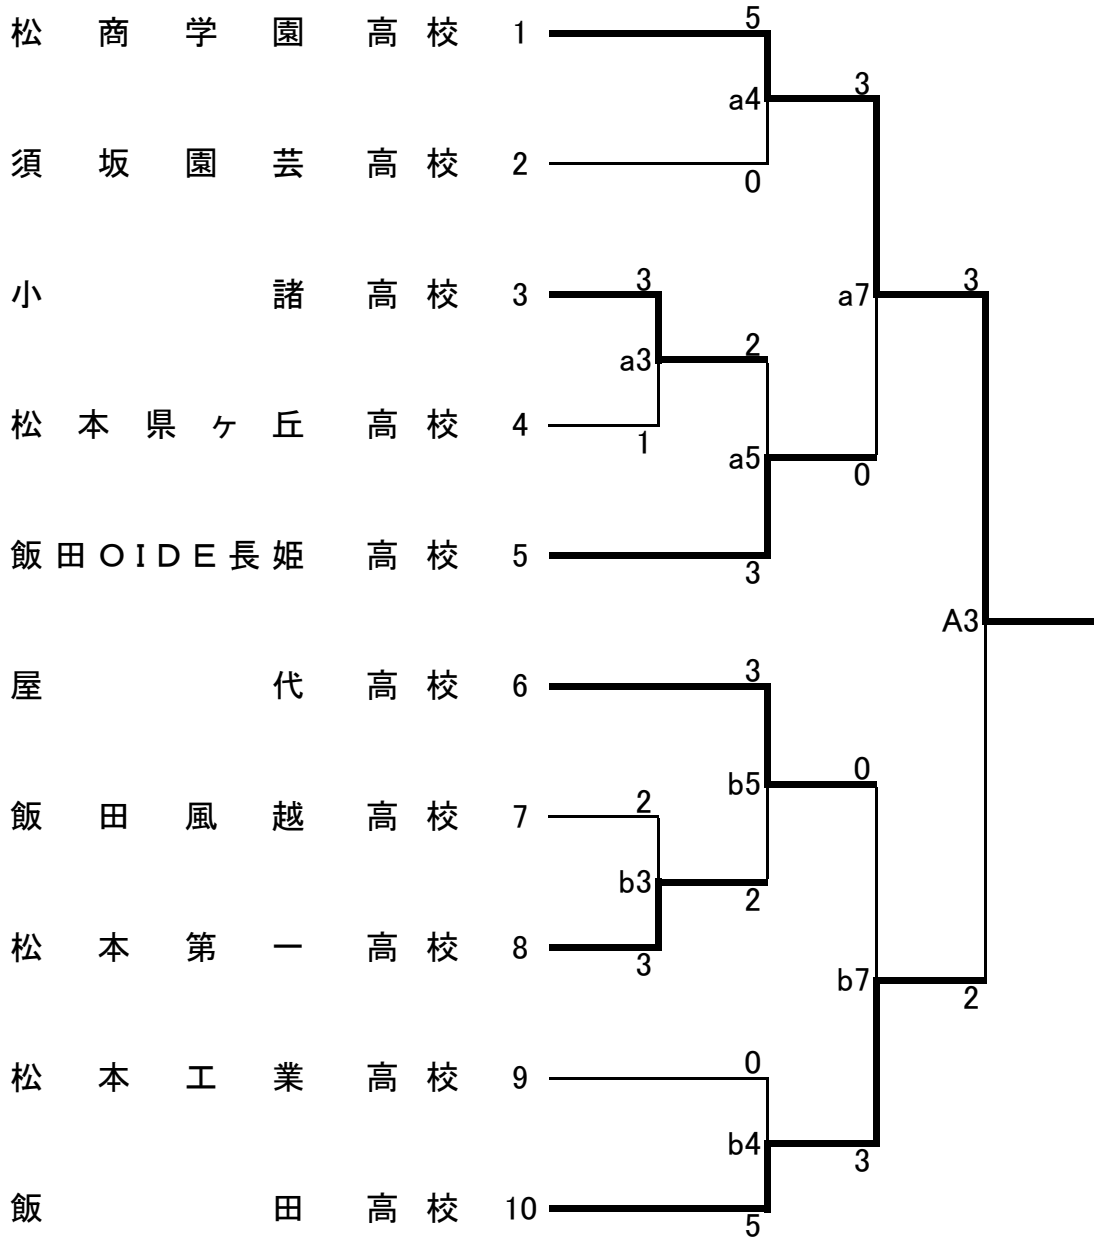 5
松商学園高校 1
3
a4
須坂園芸高校 2
0
3
小諸高校 3
a7
3
2
a3
松本県ヶ丘高校 4
1
a5
0
飯田OIDE長姫高校 5
3
A3
3
屋代高校 6
0
b5
2
飯田風越高校 7
b3
2
松本第一高校 8
3
b7
2
0
松本工業高校 9
b4
3
飯田高校 10
5